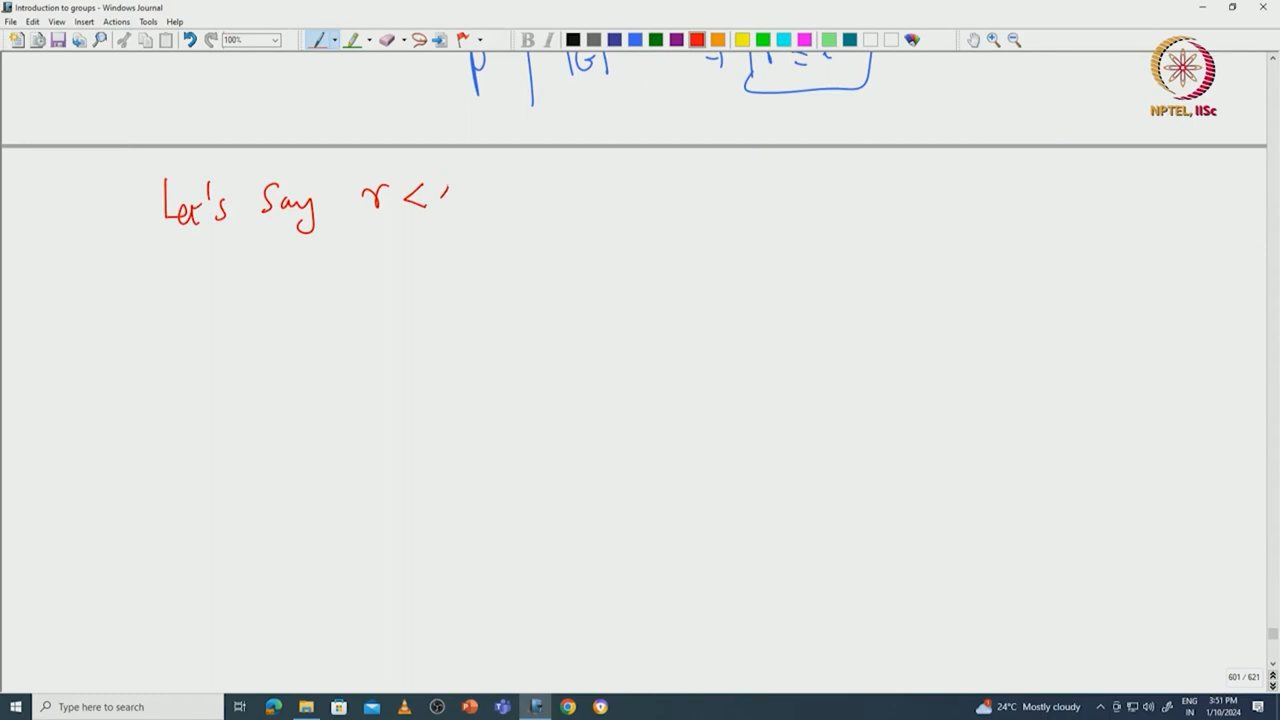 Introduction to groups - Windows Journal
File Edit View Insert Actions Tools Help
100%
B I
NPTEL, IISc
p |G|
Let's say r <
601 / 621
Type here to search
24°C Mostly cloudy
ENG
IN
3:51 PM
1/10/2024